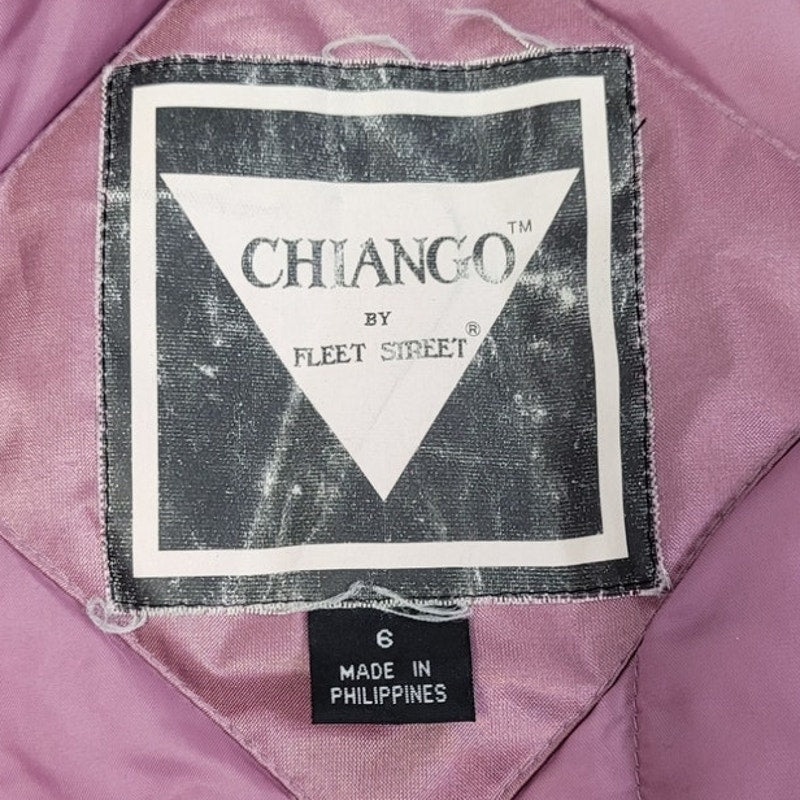 CHIANGO™
BY
FLEET STREET®
6
MADE IN
PHILIPPINES